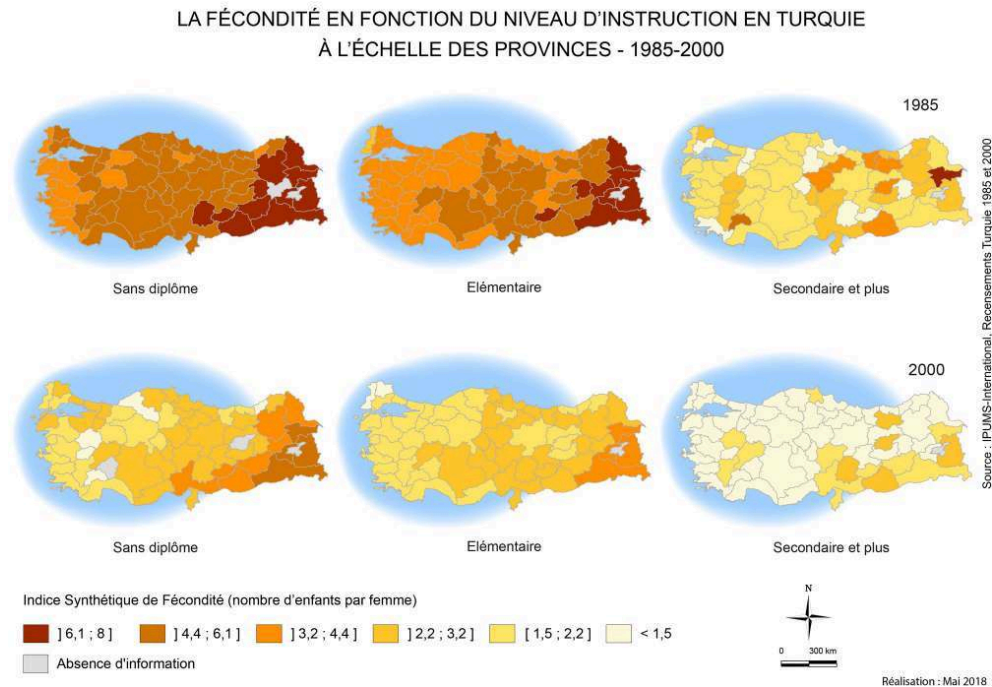 LA FÉCONDITÉ EN FONCTION DU NIVEAU D'INSTRUCTION EN TURQUIE
À L'ÉCHELLE DES PROVINCES - 1985-2000
1985
Sans diplôme
Elémentaire
Secondaire et plus
2000
Sans diplôme
Elémentaire
Secondaire et plus
Source : IPUMS-International, Recensements Turquie 1985 et 2000
Indice Synthétique de Fécondité (nombre d'enfants par femme)
] 6,1 ; 8 ] ] 4,4 ; 6,1 ] ] 3,2 ; 4,4 ] ] 2,2 ; 3,2 ] [ 1,5 ; 2,2 ] < 1,5
Absence d'information
N
0 300 km
Réalisation : Mai 2018